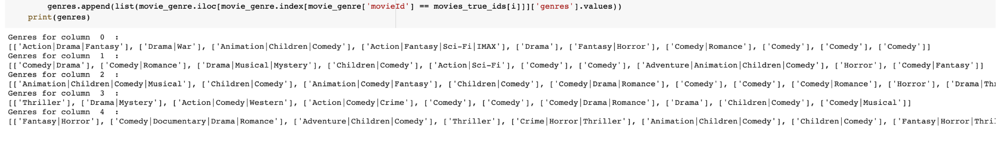 genres.append(list(movie_genre.iloc[movie_genre.index[movie_genre['movieId'] == movies_true_ids[i]]]['genres'].values))
print(genres)
Genres for column  0  :
[['Action|Drama|Fantasy'], ['Drama|War'], ['Animation|Children|Comedy'], ['Action|Fantasy|Sci-Fi|IMAX'], ['Drama'], ['Fantasy|Horror'], ['Comedy|Romance'], ['Comedy'], ['Comedy'], ['Comedy']]
Genres for column  1  :
[['Comedy|Drama'], ['Comedy|Romance'], ['Drama|Musical|Mystery'], ['Children|Comedy'], ['Action|Sci-Fi'], ['Comedy'], ['Comedy'], ['Adventure|Animation|Children|Comedy'], ['Horror'], ['Comedy|Fantasy']]
Genres for column  2  :
[['Animation|Children|Comedy|Musical'], ['Children|Comedy'], ['Animation|Comedy|Fantasy'], ['Children|Comedy'], ['Comedy|Drama|Romance'], ['Comedy'], ['Comedy'], ['Comedy|Romance'], ['Horror'], ['Drama|Thr
Genres for column  3  :
[['Thriller'], ['Drama|Mystery'], ['Action|Comedy|Western'], ['Action|Comedy|Crime'], ['Comedy'], ['Comedy'], ['Comedy|Drama|Romance'], ['Drama'], ['Children|Comedy'], ['Comedy|Musical']]
Genres for column  4  :
[['Fantasy|Horror'], ['Comedy|Documentary|Drama|Romance'], ['Adventure|Children|Comedy'], ['Thriller'], ['Crime|Horror|Thriller'], ['Animation|Children|Comedy'], ['Children|Comedy'], ['Fantasy|Horror|Thril